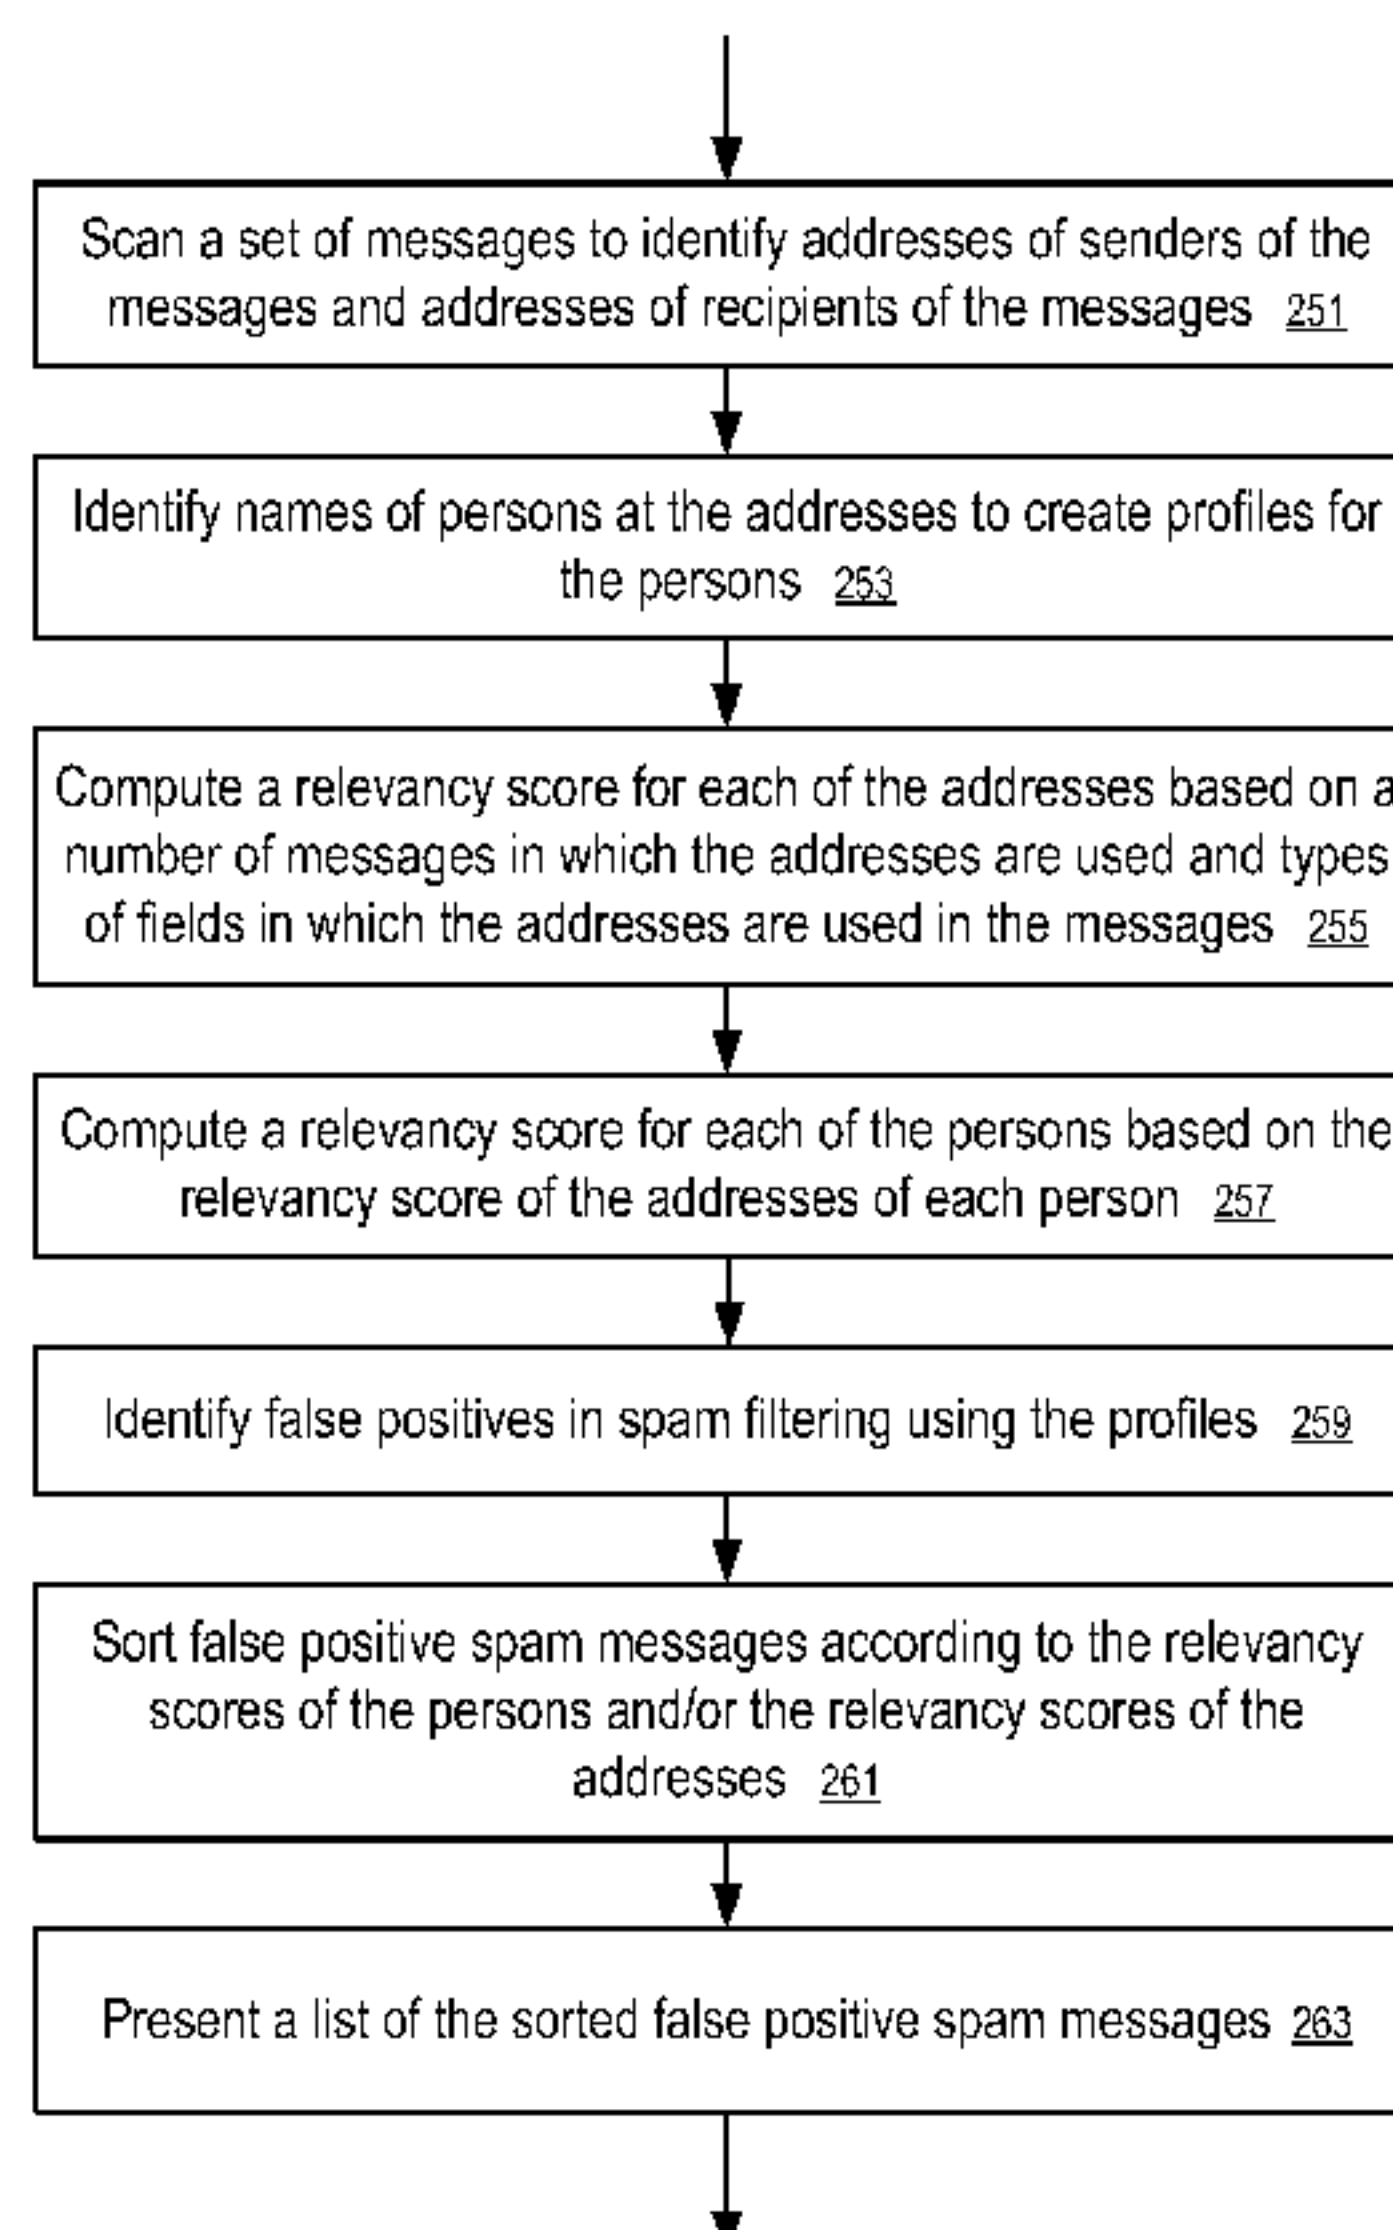 Scan a set of messages to identify addresses of senders of the
messages and addresses of recipients of the messages 251
Identify names of persons at the addresses to create profiles for
the persons 253
Compute a relevancy score for each of the addresses based on a
number of messages in which the addresses are used and types
of fields in which the addresses are used in the messages 255
Compute a relevancy score for each of the persons based on the
relevancy score of the addresses of each person 257
Identify false positives in spam filtering using the profiles 259
Sort false positive spam messages according to the relevancy
scores of the persons and/or the relevancy scores of the
addresses 261
Present a list of the sorted false positive spam messages 263